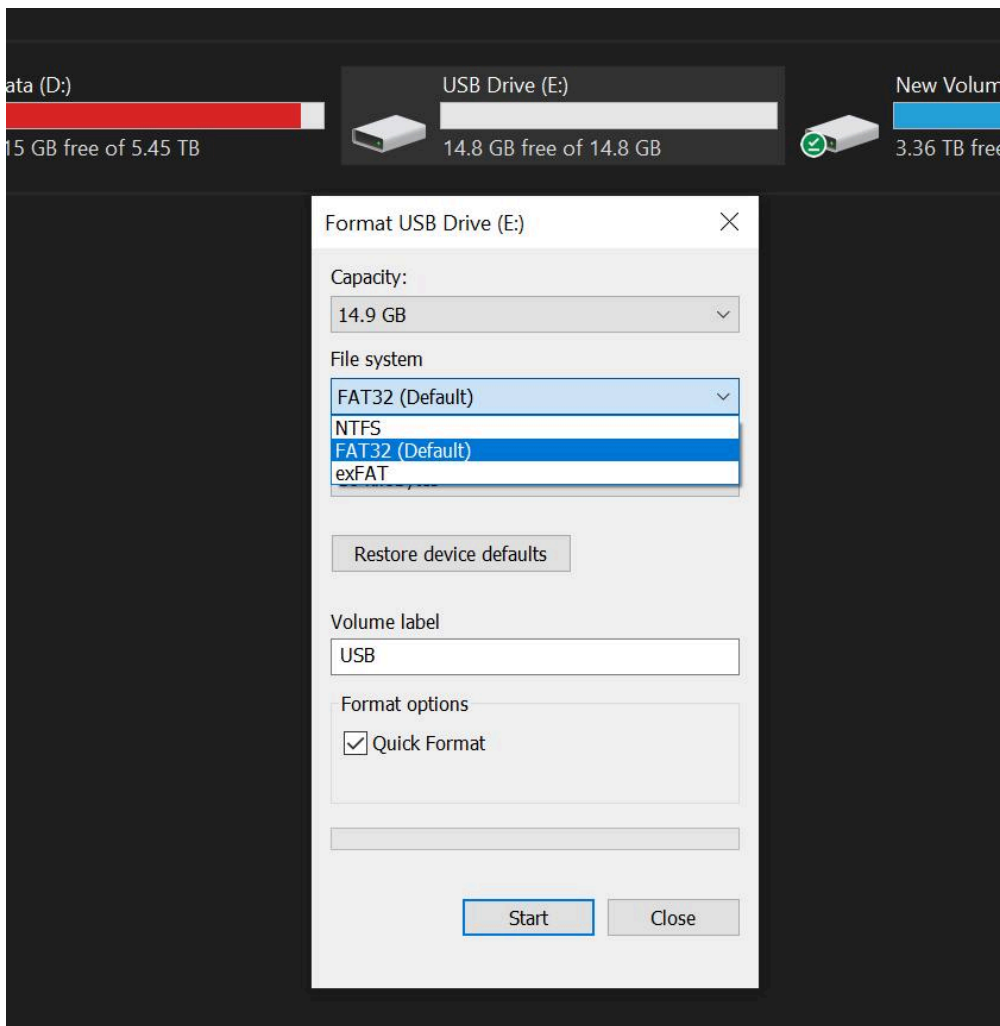 ata (D:)
15 GB free of 5.45 TB
USB Drive (E:)
14.8 GB free of 14.8 GB
New Volum
3.36 TB free
Format USB Drive (E:)
Capacity:
14.9 GB
File system
FAT32 (Default)
NTFS
FAT32 (Default)
exFAT
Restore device defaults
Volume label
USB
Format options
Quick Format
Start
Close